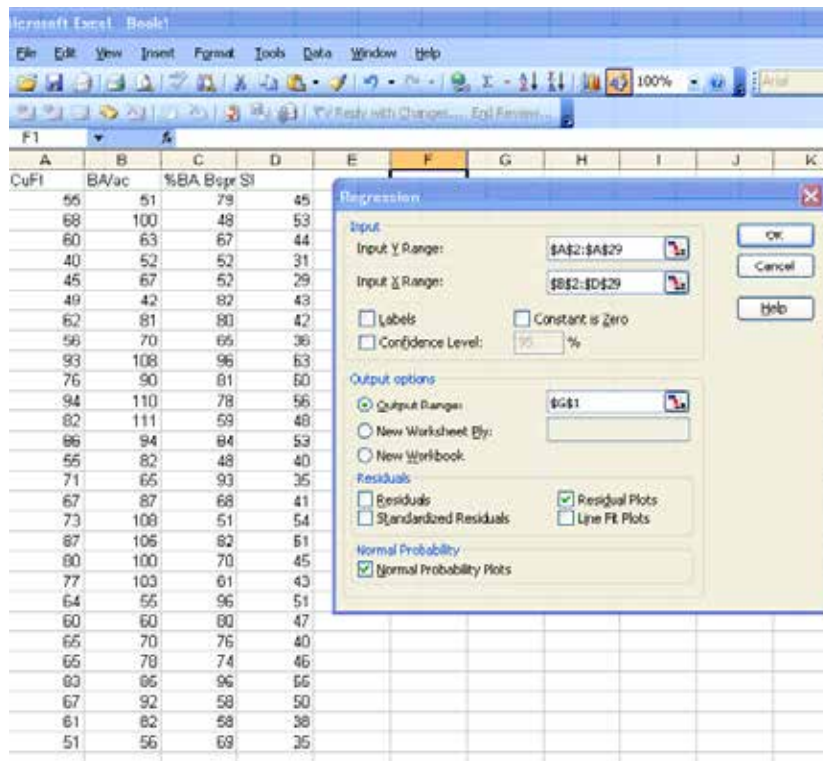 Microsoft Excel Book1
File Edit View Insert Format Tools Data Window Help
100% Arial
Reply with Changes... End Review...
F1
A B C D E F G H I J K
CuFt BA/ac %BA Bspr SI
55 51 79 45
68 100 48 53
60 63 67 44
40 52 52 31
45 67 52 29
49 42 82 43
62 81 80 42
56 70 65 36
93 108 96 63
76 90 81 50
94 110 78 56
82 111 59 48
86 94 84 53
55 82 48 40
71 65 93 35
67 87 68 41
73 108 51 54
87 105 82 51
80 100 70 45
77 103 61 43
64 55 96 51
60 60 80 47
65 70 76 40
65 78 74 46
83 85 96 55
67 92 58 50
61 82 58 38
51 56 69 35
Regression
Input
Input Y Range: $A$2:$A$29
Input X Range: $B$2:$D$29
Labels Constant is Zero
Confidence Level: 95 %
OK
Cancel
Help
Output options
Output Range: $G$1
New Worksheet Ply:
New Workbook
Residuals
Residuals Residual Plots
Standardized Residuals Line Fit Plots
Normal Probability
Normal Probability Plots